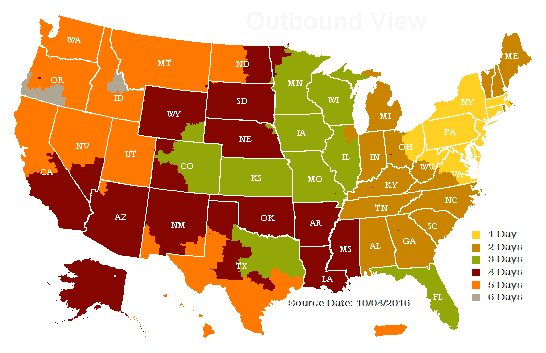 Outbound View
WA
ME
MT
ND
OR
MN
ID
WI
SD
NY
WY
MI
IA
PA
NE
NV
OH
IL
IN
UT
CO
WV
VA
CA
KS
MO
KY
NC
TN
OK
AZ
NM
AR
SC
MS
AL
GA
TX
LA
FL
1 Day
2 Days
3 Days
4 Days
5 Days
6 Days
Source Date: 10/04/2016